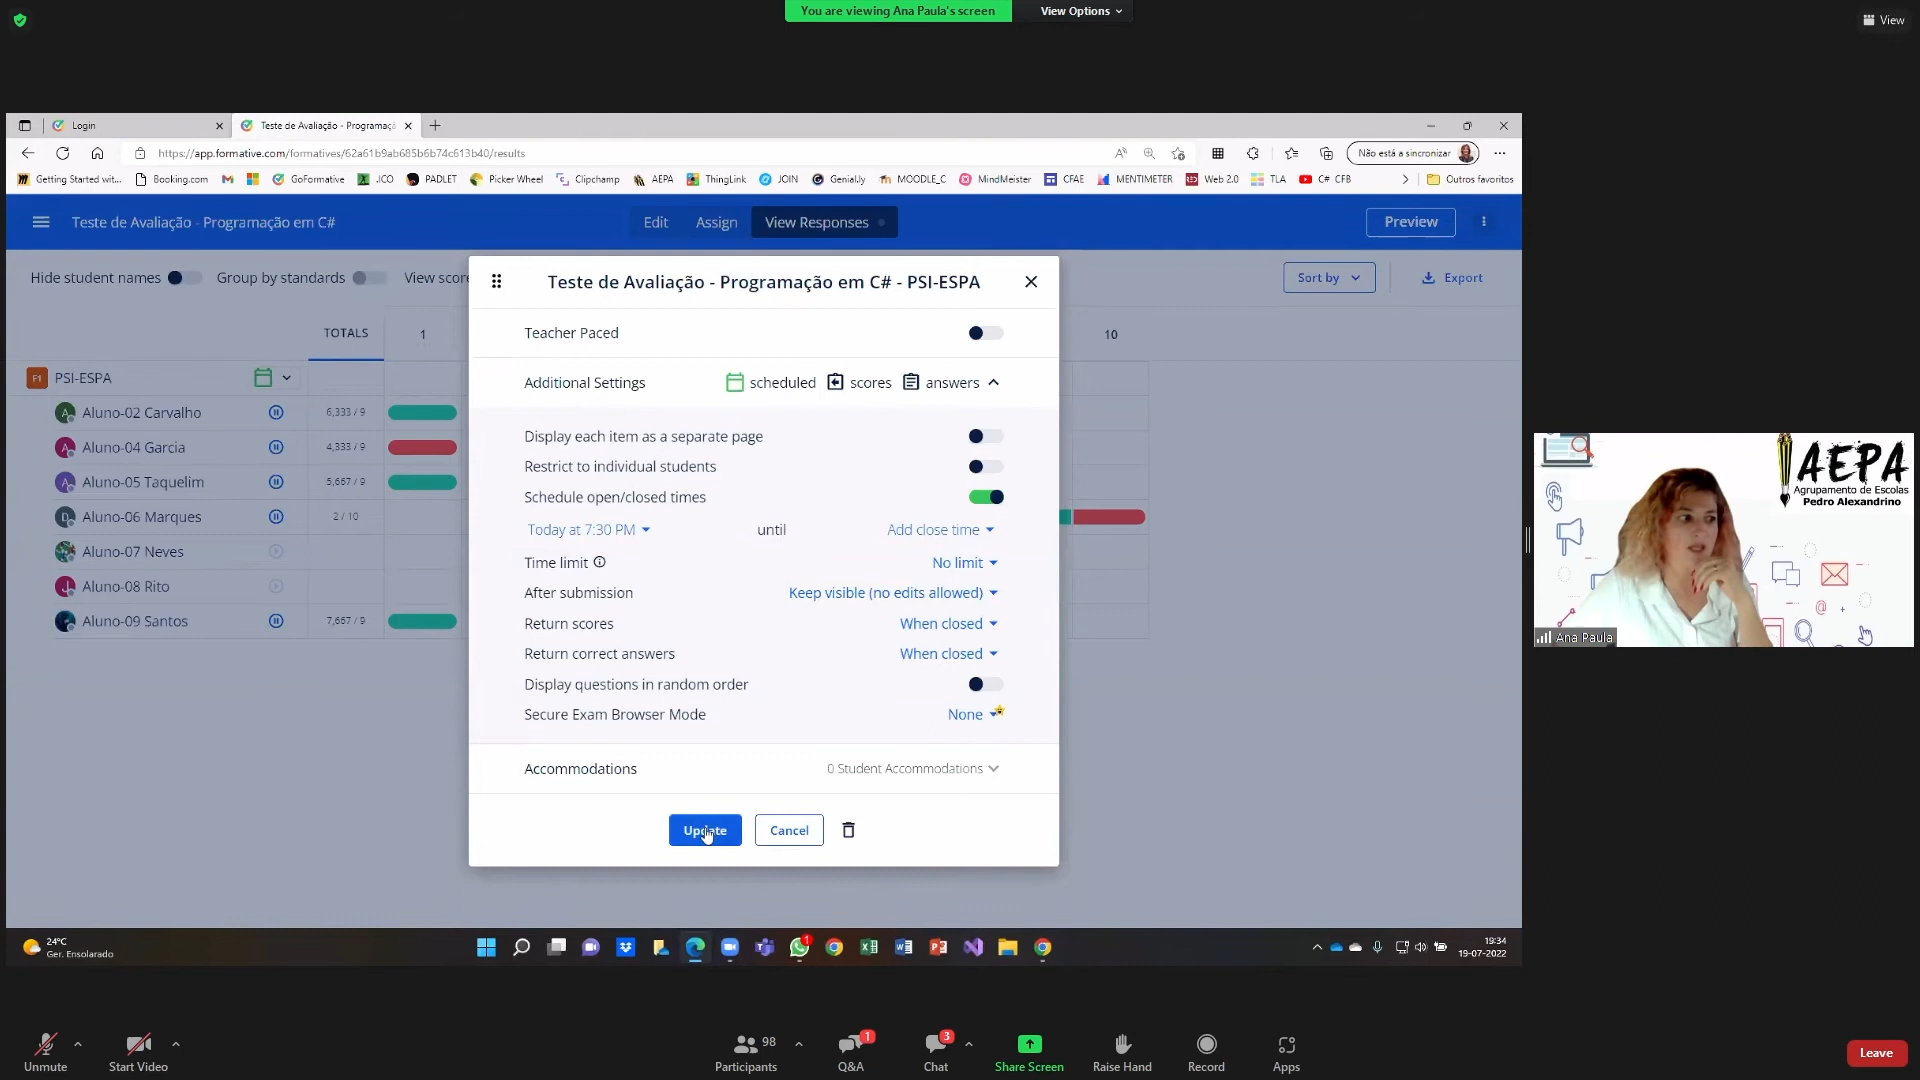 You are viewing Ana Paula's screen
View Options
View
Login
Teste de Avaliação - Programaçã
https://app.formative.com/formatives/62a61b9ab685b6b74c613b40/results
Não está a sincronizar
Getting Started wit...
Booking.com
GoFormative
.ICO
PADLET
Picker Wheel
Clipchamp
AEPA
ThingLink
JOIN
Genial.ly
MOODLE_C
MindMeister
CFAE
MENTIMETER
Web 2.0
TLA
C# CFB
Outros favoritos
Teste de Avaliação - Programação em C#
Edit
Assign
View Responses
Preview
Hide student names
Group by standards
View score
Sort by
Export
TOTALS
1
10
F1 PSI-ESPA
A Aluno-02 Carvalho 6,333 / 9
A Aluno-04 Garcia 4,333 / 9
A Aluno-05 Taquelim 5,667 / 9
D Aluno-06 Marques 2 / 10
Aluno-07 Neves
J Aluno-08 Rito
Aluno-09 Santos 7,667 / 9
Teste de Avaliação - Programação em C# - PSI-ESPA
Teacher Paced
Additional Settings scheduled scores answers
Display each item as a separate page
Restrict to individual students
Schedule open/closed times
Today at 7:30 PM until Add close time
Time limit No limit
After submission Keep visible (no edits allowed)
Return scores When closed
Return correct answers When closed
Display questions in random order
Secure Exam Browser Mode None
Accommodations 0 Student Accommodations
Update
Cancel
AEPA
Agrupamento de Escolas
Pedro Alexandrino
Ana Paula
24°C
Ger. Ensolarado
1
19:34
19-07-2022
Unmute
Start Video
98
Participants
1
Q&A
3
Chat
Share Screen
Raise Hand
Record
Apps
Leave